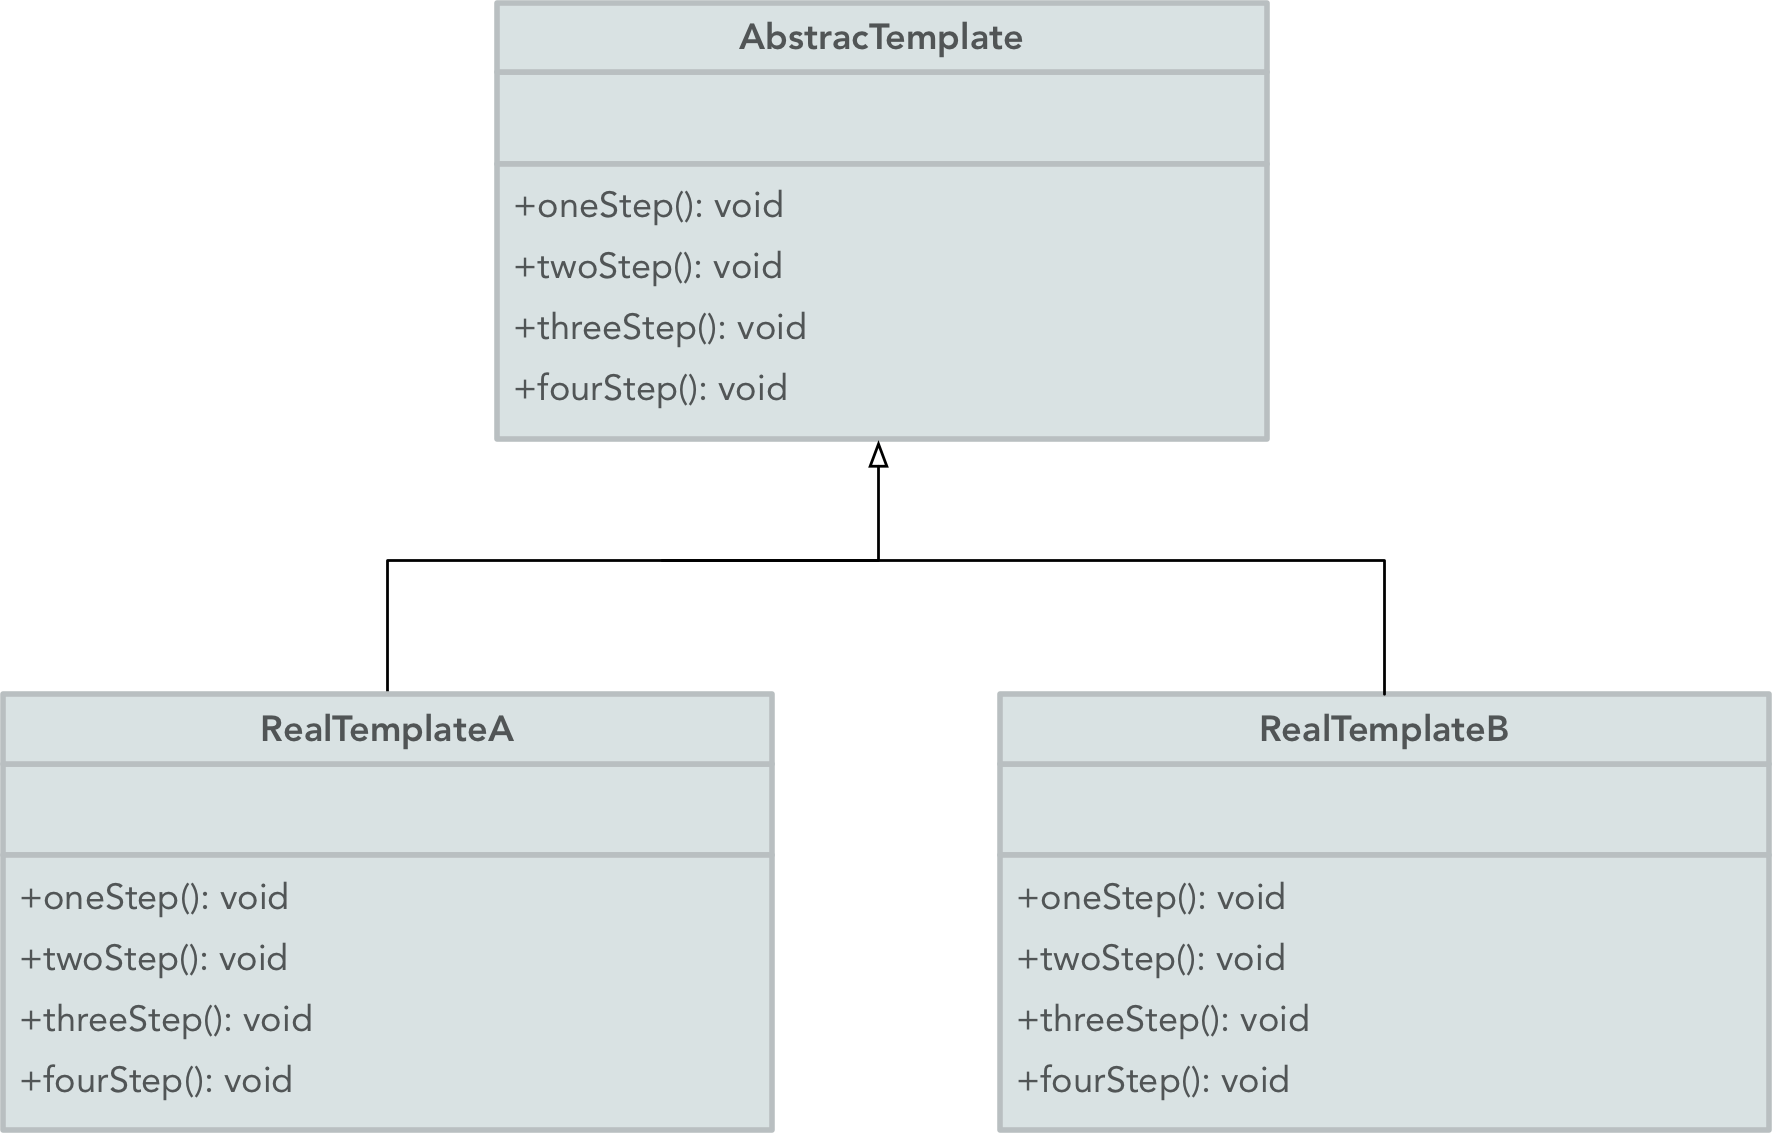 AbstracTemplate
+oneStep(): void
+twoStep(): void
+threeStep(): void
+fourStep(): void
RealTemplateA
+oneStep(): void
+twoStep(): void
+threeStep(): void
+fourStep(): void
RealTemplateB
+oneStep(): void
+twoStep(): void
+threeStep(): void
+fourStep(): void